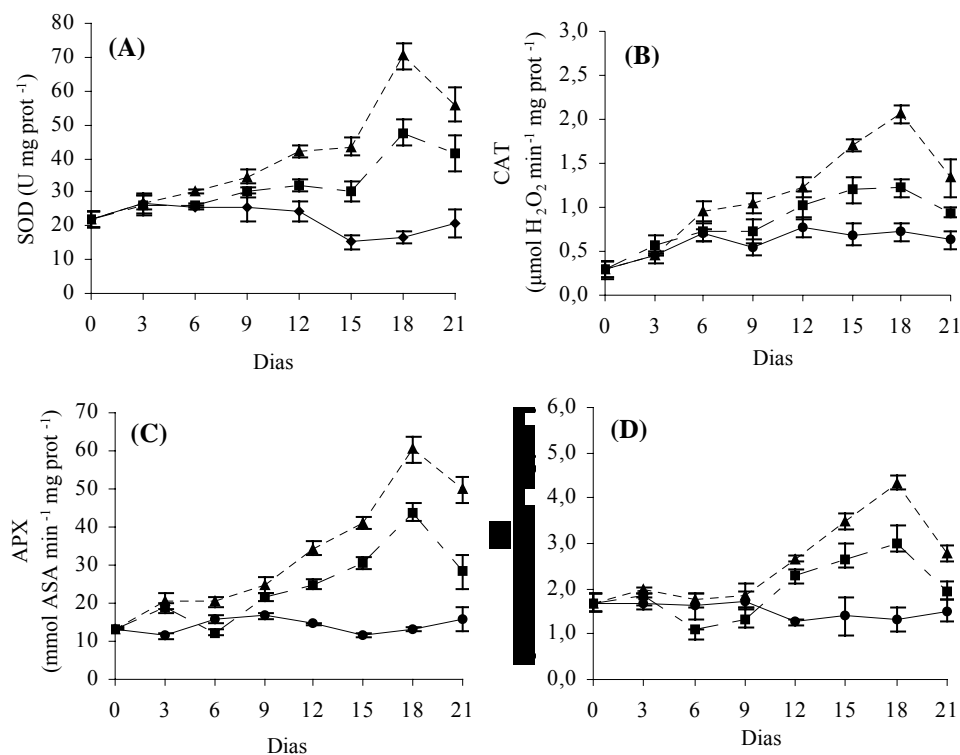 (A)
SOD (U mg prot -1)
80
70
60
50
40
30
20
10
0
0 3 6 9 12 15 18 21
Dias
(B)
CAT
(μmol H2O2 min-1 mg prot -1)
3,0
2,5
2,0
1,5
1,0
0,5
0,0
0 3 6 9 12 15 18 21
Dias
(C)
APX
(mmol ASA min-1 mg prot -1)
70
60
50
40
30
20
10
0
0 3 6 9 12 15 18 21
Dias
(D)
6,0
5,0
4,0
3,0
2,0
1,0
0,0
0 3 6 9 12 15 18 21
Dias